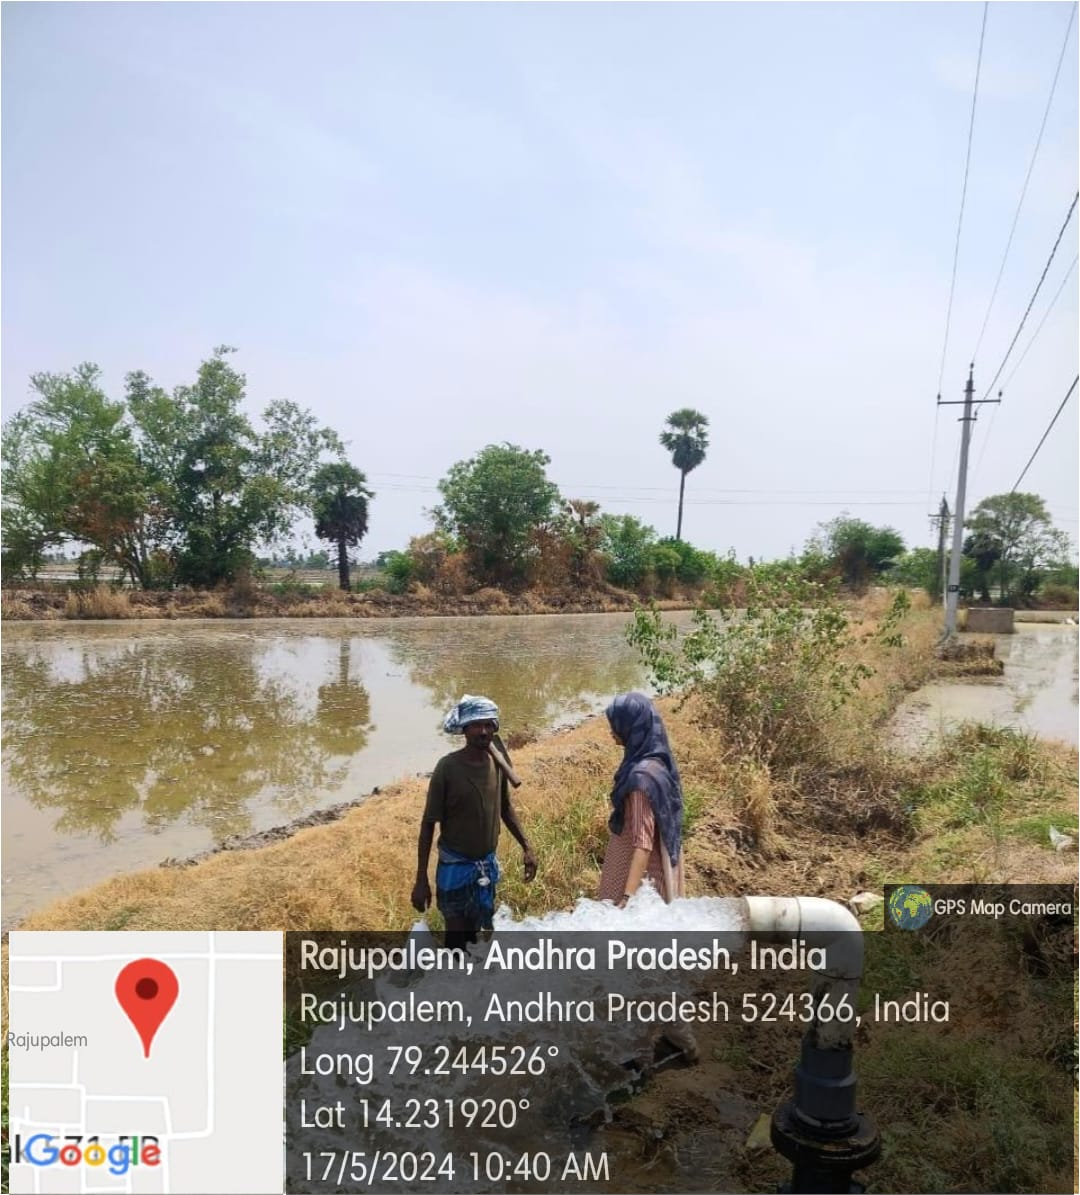 GPS Map Camera
Rajupalem, Andhra Pradesh, India
Rajupalem, Andhra Pradesh 524366, India
Long 79.244526°
Lat 14.231920°
17/5/2024 10:40 AM
Rajupalem
Google